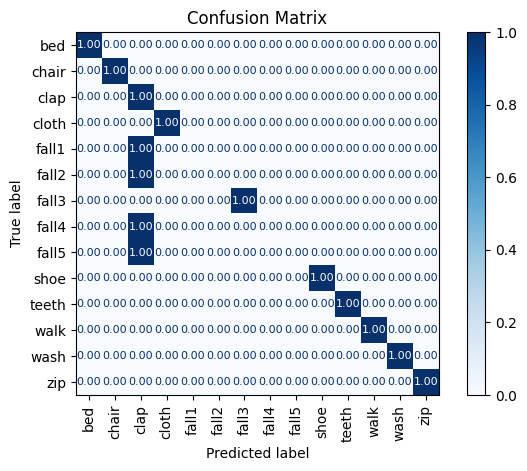 Confusion Matrix
True label
bed 1.00 0.00 0.00 0.00 0.00 0.00 0.00 0.00 0.00 0.00 0.00 0.00 0.00 0.00
chair 0.00 1.00 0.00 0.00 0.00 0.00 0.00 0.00 0.00 0.00 0.00 0.00 0.00 0.00
clap 0.00 0.00 1.00 0.00 0.00 0.00 0.00 0.00 0.00 0.00 0.00 0.00 0.00 0.00
cloth 0.00 0.00 0.00 1.00 0.00 0.00 0.00 0.00 0.00 0.00 0.00 0.00 0.00 0.00
fall1 0.00 0.00 1.00 0.00 0.00 0.00 0.00 0.00 0.00 0.00 0.00 0.00 0.00 0.00
fall2 0.00 0.00 1.00 0.00 0.00 0.00 0.00 0.00 0.00 0.00 0.00 0.00 0.00 0.00
fall3 0.00 0.00 0.00 0.00 0.00 0.00 1.00 0.00 0.00 0.00 0.00 0.00 0.00 0.00
fall4 0.00 0.00 1.00 0.00 0.00 0.00 0.00 0.00 0.00 0.00 0.00 0.00 0.00 0.00
fall5 0.00 0.00 1.00 0.00 0.00 0.00 0.00 0.00 0.00 0.00 0.00 0.00 0.00 0.00
shoe 0.00 0.00 0.00 0.00 0.00 0.00 0.00 0.00 0.00 1.00 0.00 0.00 0.00 0.00
teeth 0.00 0.00 0.00 0.00 0.00 0.00 0.00 0.00 0.00 0.00 1.00 0.00 0.00 0.00
walk 0.00 0.00 0.00 0.00 0.00 0.00 0.00 0.00 0.00 0.00 0.00 1.00 0.00 0.00
wash 0.00 0.00 0.00 0.00 0.00 0.00 0.00 0.00 0.00 0.00 0.00 0.00 1.00 0.00
zip 0.00 0.00 0.00 0.00 0.00 0.00 0.00 0.00 0.00 0.00 0.00 0.00 0.00 1.00
bed chair clap cloth fall1 fall2 fall3 fall4 fall5 shoe teeth walk wash zip
Predicted label
1.0
0.8
0.6
0.4
0.2
0.0